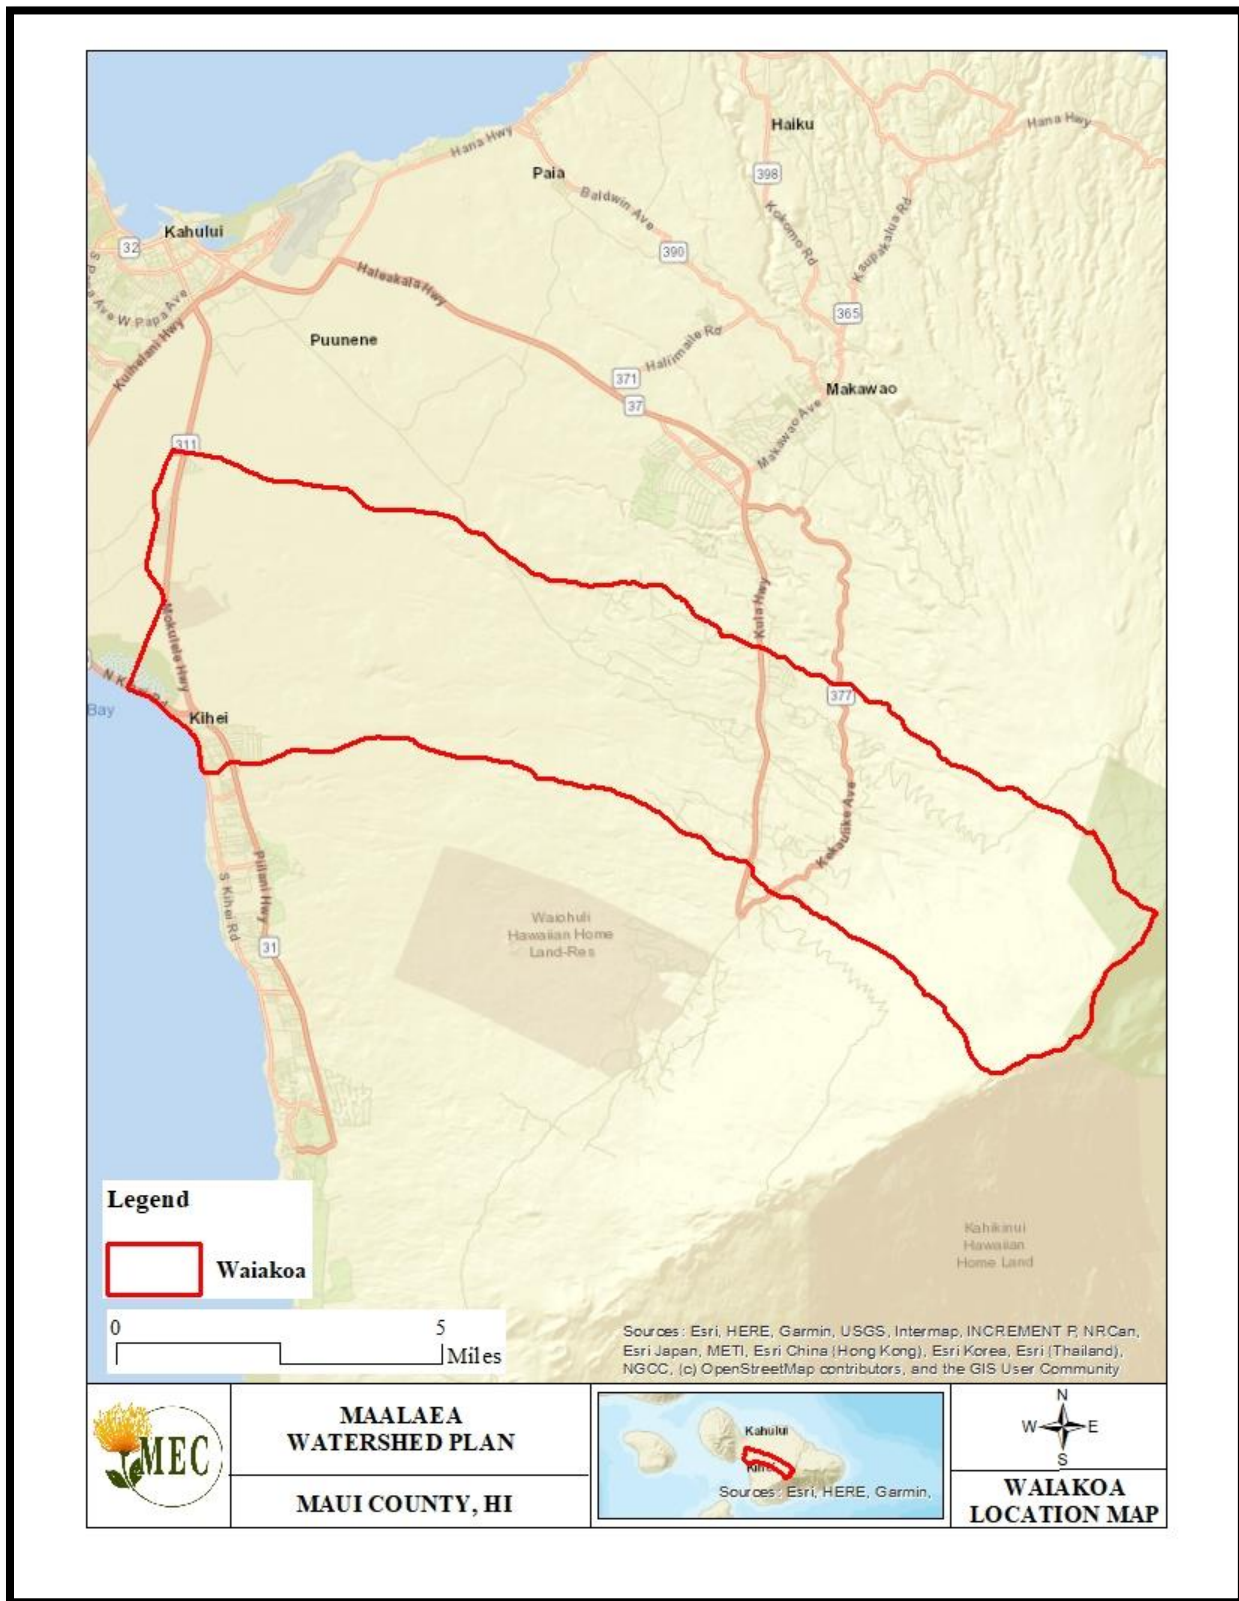 Haiku
Hana Hwy
Hana Hwy
Paia
398
Baldwin Ave
Kokomo Rd
Kaupakalua Rd
Kahului
32
390
Haleakala Hwy
W Papa Ave
365
Kuihelani Hwy
Puunene
Haliimaile Rd
371
37
Makawao
Makawao Ave
311
Kula Hwy
Mokulele Hwy
377
Bay
Kihei
Kekaulike Ave
Piilani Hwy
S Kihei Rd
31
Waiohuli
Hawaiian Home
Land-Res
Kahikinui
Hawaiian
Home Land
Legend
Waiakoa
0 5
Miles
Sources: Esri, HERE, Garmin, USGS, Intermap, INCREMENT P, NRCan,
Esri Japan, METI, Esri China (Hong Kong), Esri Korea, Esri (Thailand),
NGCC, (c) OpenStreetMap contributors, and the GIS User Community
MEC
MAALAEA
WATERSHED PLAN
MAUI COUNTY, HI
Kahului
Sources: Esri, HERE, Garmin,
N
W E
S
WAIAKOA
LOCATION MAP